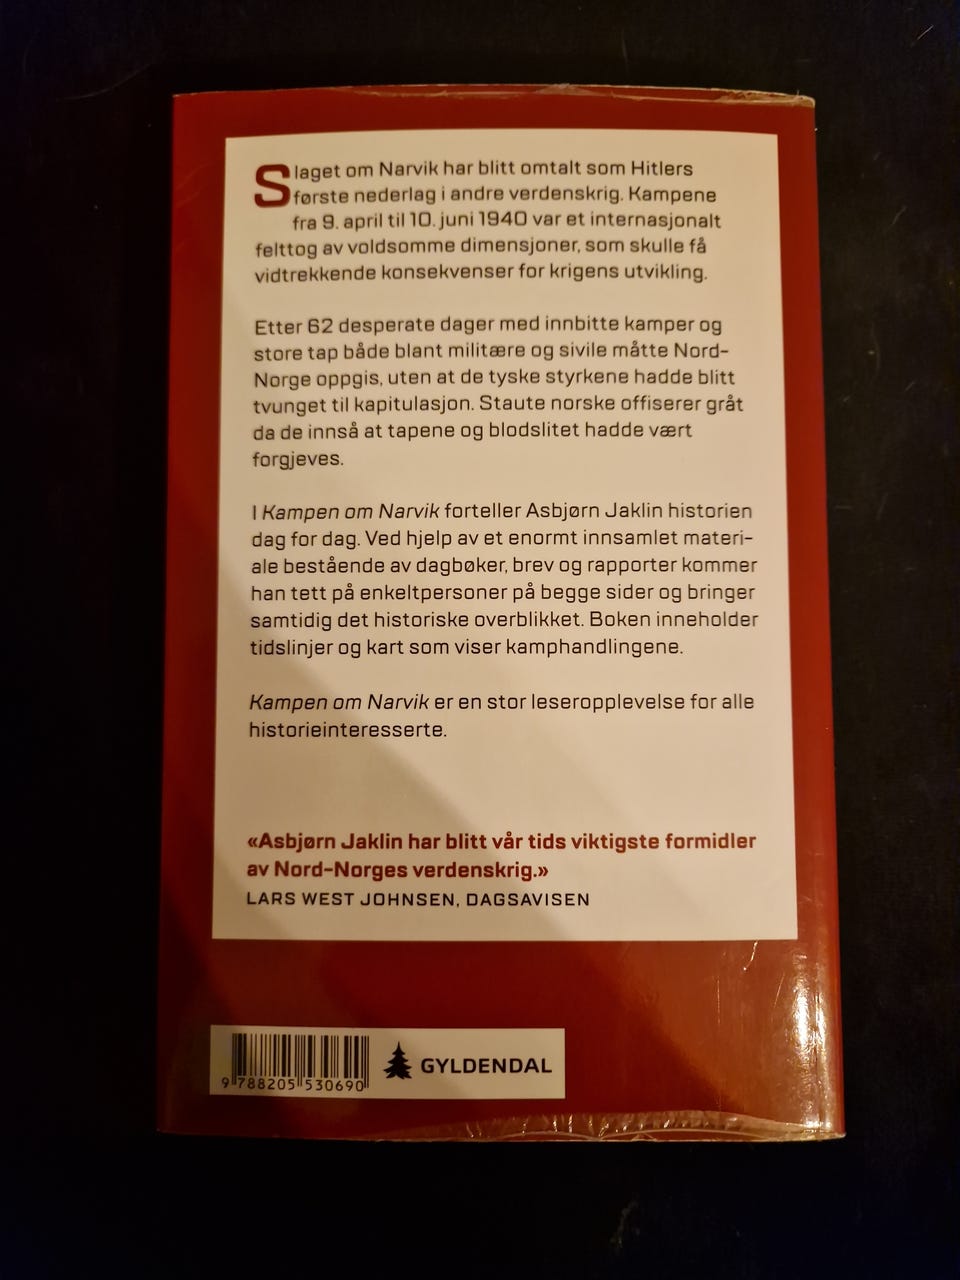 Slaget om Narvik har blitt omtalt som Hitlers
første nederlag i andre verdenskrig. Kampene
fra 9. april til 10. juni 1940 var et internasjonalt
felttog av voldsomme dimensjoner, som skulle få
vidtrekkende konsekvenser for krigens utvikling.
Etter 62 desperate dager med innbitte kamper og
store tap både blant militære og sivile måtte Nord-
Norge oppgis, uten at de tyske styrkene hadde blitt
tvunget til kapitulasjon. Staute norske offiserer gråt
da de innså at tapene og blodslitet hadde vært
forgjeves.
I Kampen om Narvik forteller Asbjørn Jaklin historien
dag for dag. Ved hjelp av et enormt innsamlet materi-
ale bestående av dagbøker, brev og rapporter kommer
han tett på enkeltpersoner på begge sider og bringer
samtidig det historiske overblikket. Boken inneholder
tidslinjer og kart som viser kamphandlingene.
Kampen om Narvik er en stor leseropplevelse for alle
historieinteresserte.
«Asbjørn Jaklin har blitt vår tids viktigste formidler
av Nord-Norges verdenskrig.»
LARS WEST JOHNSEN, DAGSAVISEN
GYLDENDAL
9 788205 530690